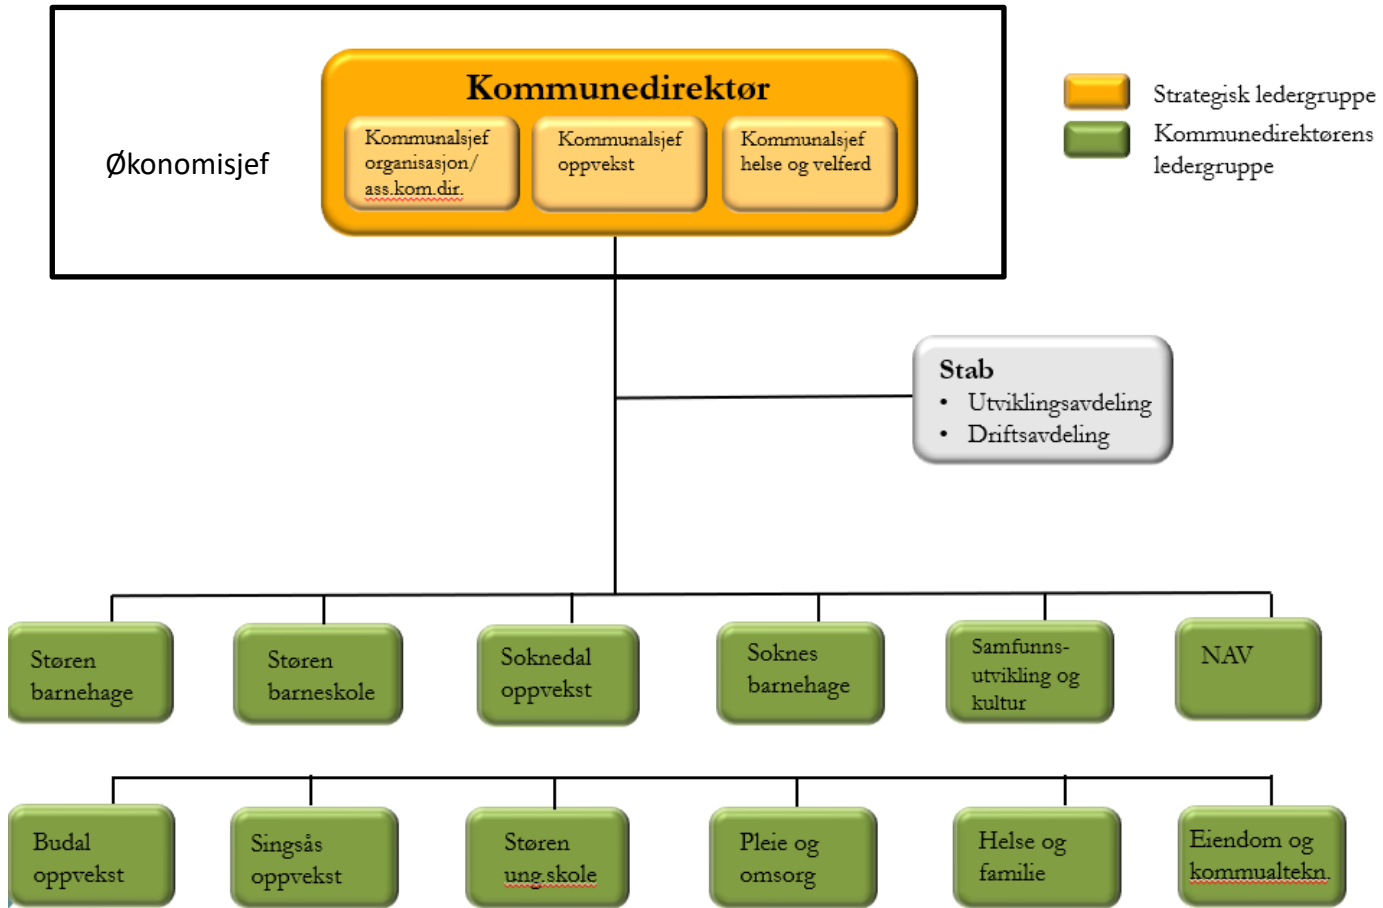 Kommunedirektør
Kommunalsjef
organisasjon/
ass.kom.dir.
Kommunalsjef
oppvekst
Kommunalsjef
helse og velferd
Økonomisjef
Strategisk ledergruppe
Kommunedirektørens
ledergruppe
Stab
• Utviklingsavdeling
• Driftsavdeling
Støren
barnehage
Støren
barneskole
Soknedal
oppvekst
Soknes
barnehage
Samfunns-
utvikling og
kultur
NAV
Budal
oppvekst
Singsås
oppvekst
Støren
ung.skole
Pleie og
omsorg
Helse og
familie
Eiendom og
kommualtekn.